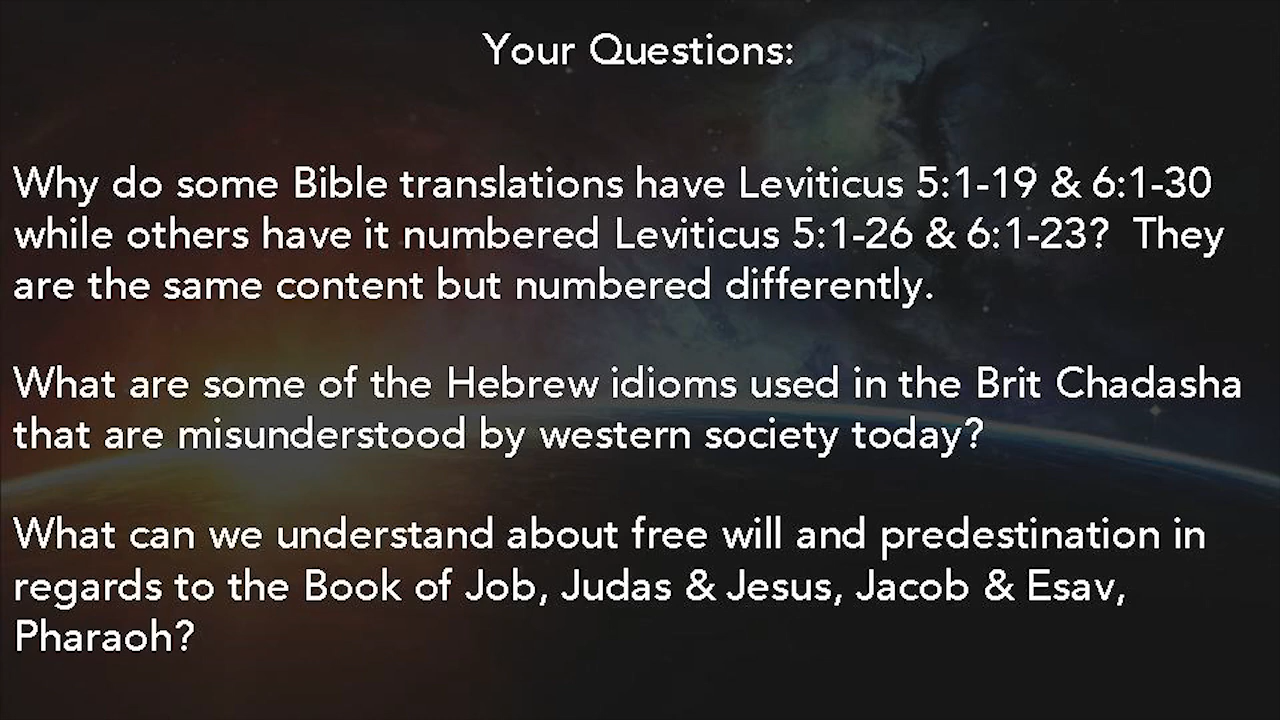 Your Questions:
Why do some Bible translations have Leviticus 5:1-19 & 6:1-30
while others have it numbered Leviticus 5:1-26 & 6:1-23?  They
are the same content but numbered differently.
What are some of the Hebrew idioms used in the Brit Chadasha
that are misunderstood by western society today?
What can we understand about free will and predestination in
regards to the Book of Job, Judas & Jesus, Jacob & Esav,
Pharaoh?